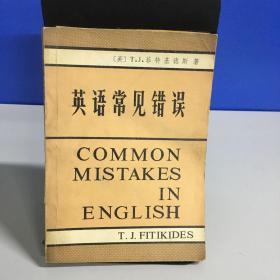 〔英〕T.J.菲特基德斯 著
英语常见错误
COMMON
MISTAKES
IN
ENGLISH
T. J. FITIKIDES